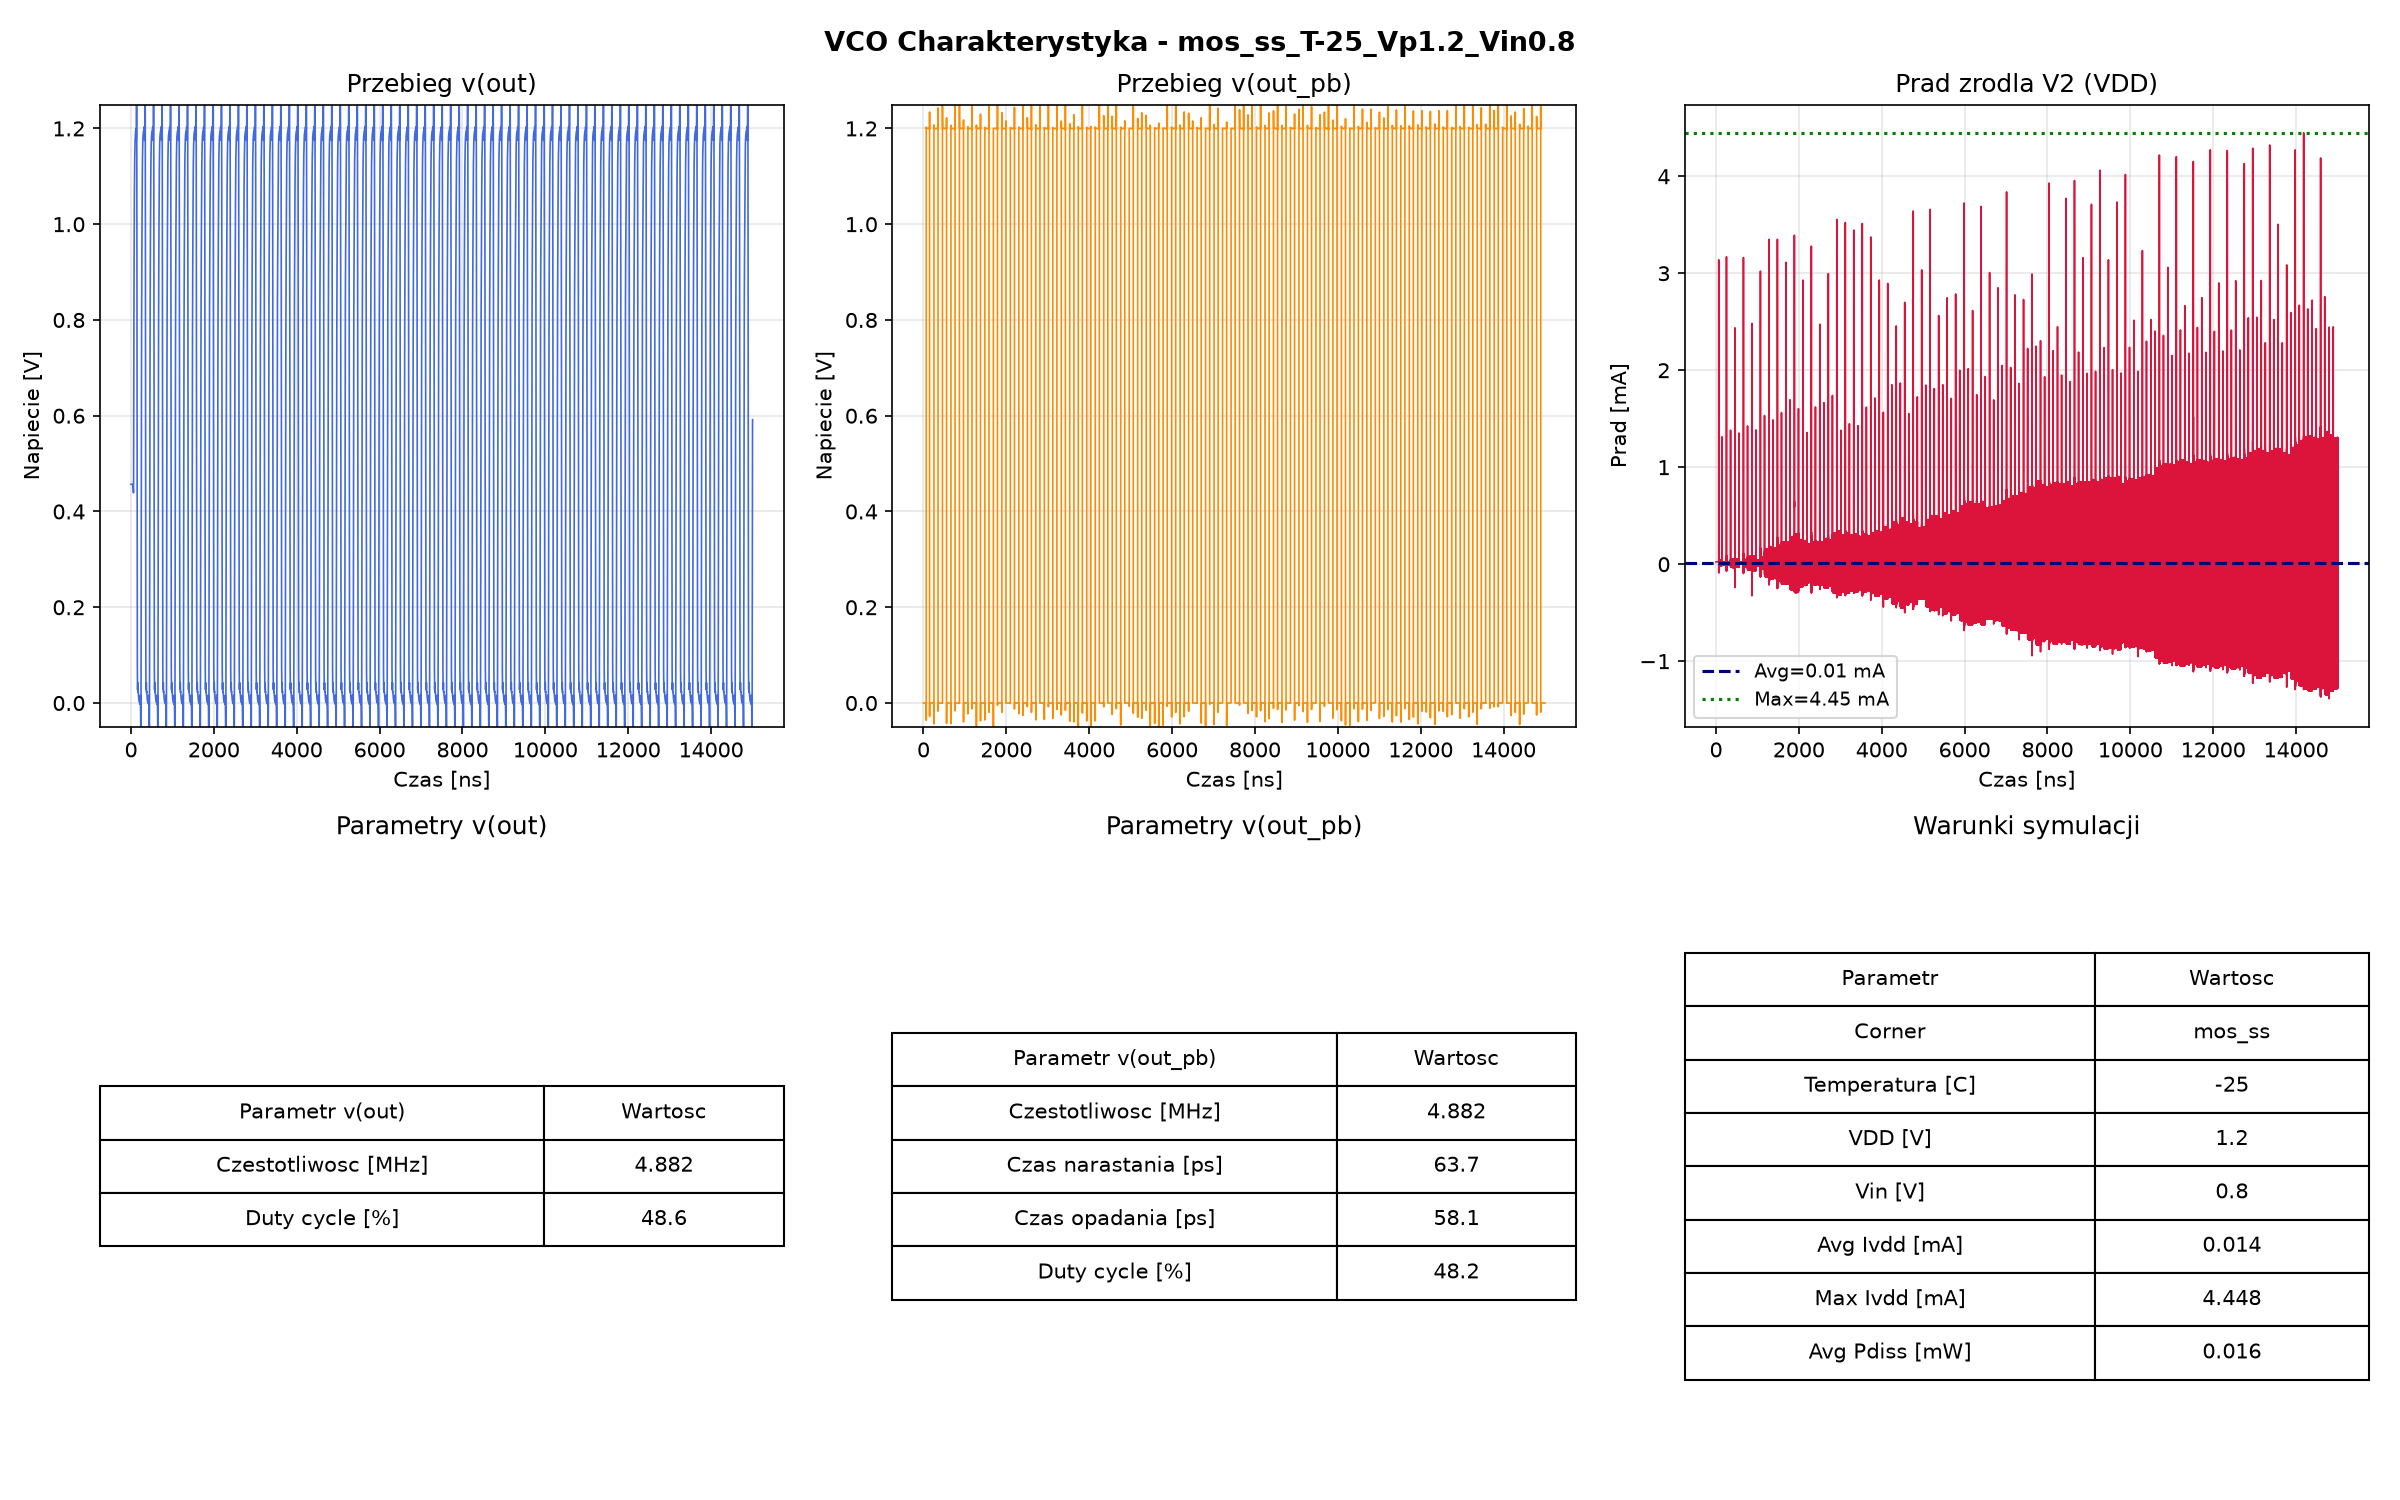 VCO Charakterystyka - mos_ss_T-25_Vp1.2_Vin0.8
Przebieg v(out)
Napiecie [V]
1.2
1.0
0.8
0.6
0.4
0.2
0.0
0 2000 4000 6000 8000 10000 12000 14000
Czas [ns]
Przebieg v(out_pb)
Napiecie [V]
1.2
1.0
0.8
0.6
0.4
0.2
0.0
0 2000 4000 6000 8000 10000 12000 14000
Czas [ns]
Prad zrodla V2 (VDD)
Prad [mA]
4
3
2
1
0
−1
Avg=0.01 mA
Max=4.45 mA
0 2000 4000 6000 8000 10000 12000 14000
Czas [ns]
Parametry v(out)
Parametr v(out) Wartosc
Czestotliwosc [MHz] 4.882
Duty cycle [%] 48.6
Parametry v(out_pb)
Parametr v(out_pb) Wartosc
Czestotliwosc [MHz] 4.882
Czas narastania [ps] 63.7
Czas opadania [ps] 58.1
Duty cycle [%] 48.2
Warunki symulacji
Parametr Wartosc
Corner mos_ss
Temperatura [C] -25
VDD [V] 1.2
Vin [V] 0.8
Avg Ivdd [mA] 0.014
Max Ivdd [mA] 4.448
Avg Pdiss [mW] 0.016